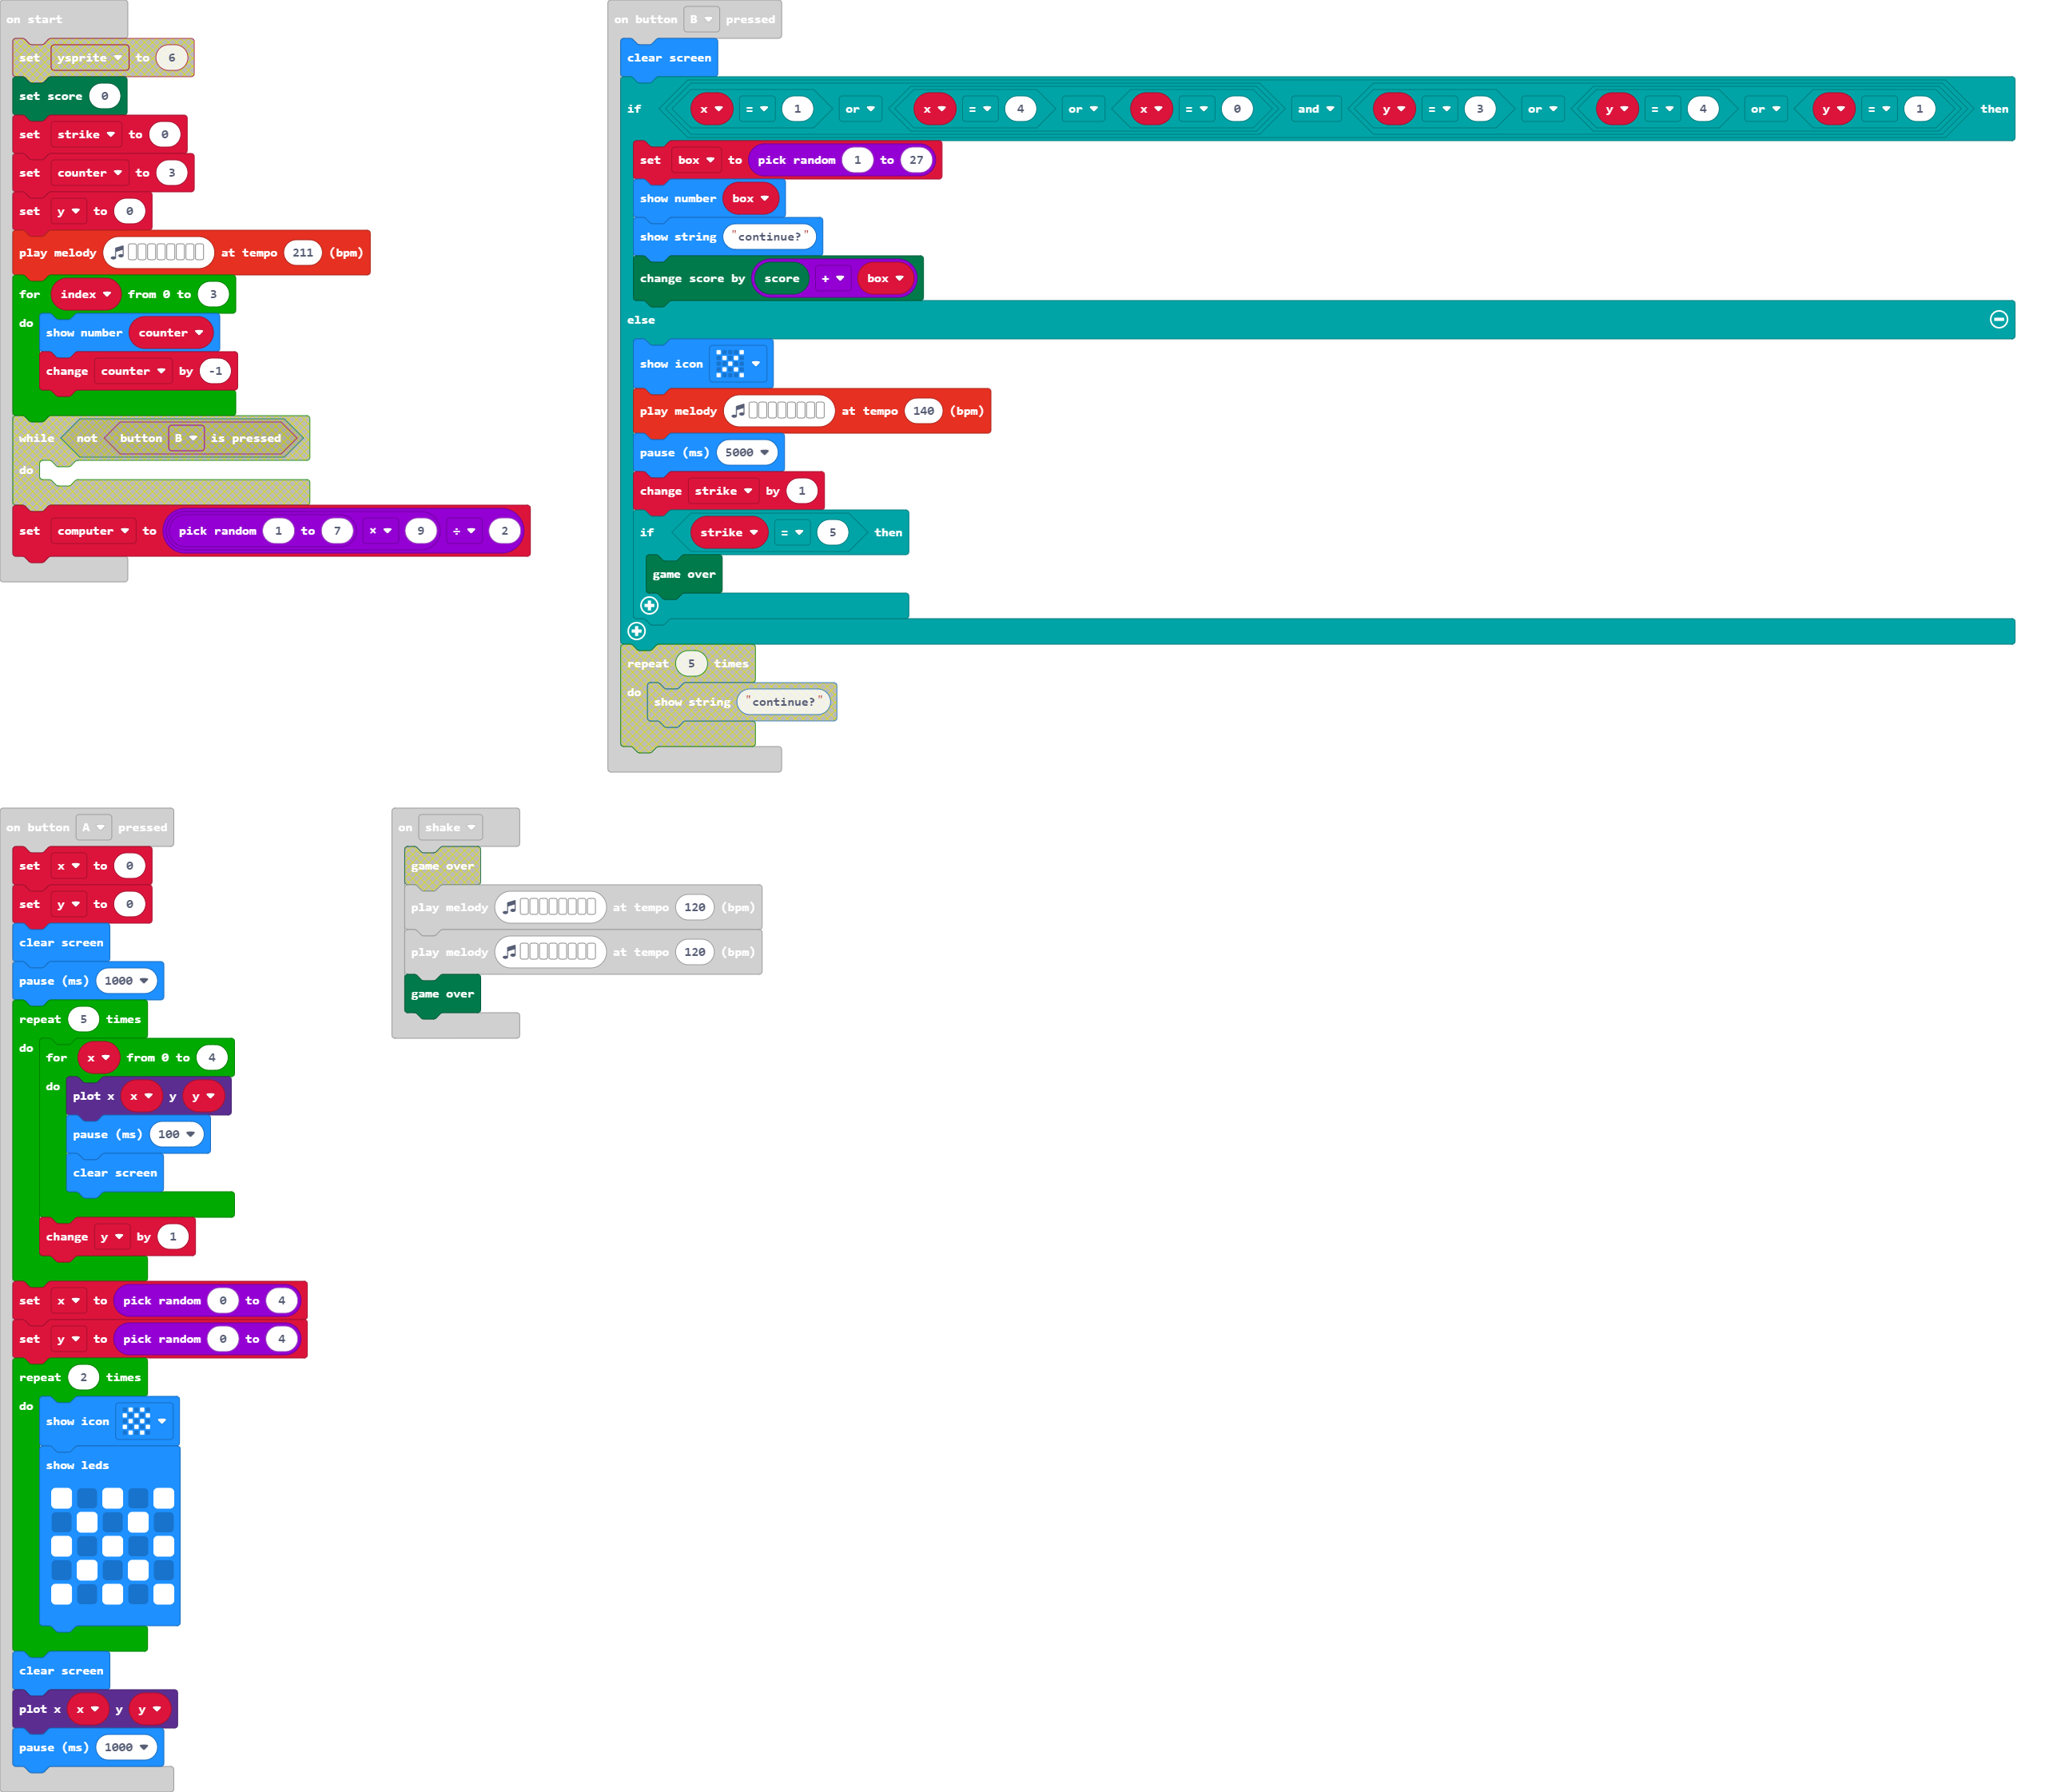 on start
set ysprite to 6
set score 0
set strike to 0
set counter to 3
set y to 0
play melody at tempo 211 (bpm)
for index from 0 to 3
do
show number counter
change counter by -1
while not button B is pressed
do
set computer to pick random 1 to 7 × 9 ÷ 2
on button B pressed
clear screen
if x = 1 or x = 4 or x = 0 and y = 3 or y = 4 or y = 1 then
set box to pick random 1 to 27
show number box
show string "continue?"
change score by score + box
else
show icon
play melody at tempo 140 (bpm)
pause (ms) 5000
change strike by 1
if strike = 5 then
game over
repeat 5 times
do
show string "continue?"
on button A pressed
set x to 0
set y to 0
clear screen
pause (ms) 1000
repeat 5 times
do
for x from 0 to 4
do
plot x x y y
pause (ms) 100
clear screen
change y by 1
set x to pick random 0 to 4
set y to pick random 0 to 4
repeat 2 times
do
show icon
show leds
clear screen
plot x x y y
pause (ms) 1000
on shake
game over
play melody at tempo 120 (bpm)
play melody at tempo 120 (bpm)
game over